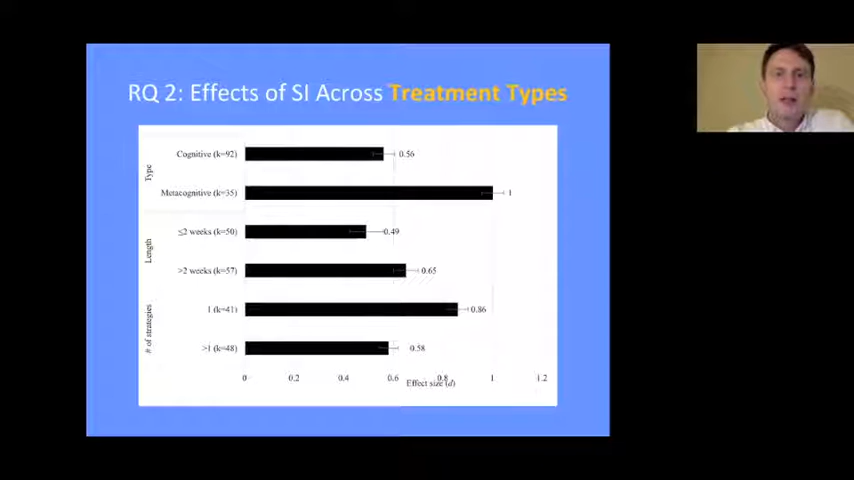 RQ 2: Effects of SI Across Treatment Types
Type
Cognitive (k=92)
0.56
Metacognitive (k=35)
1
Length
≤2 weeks (k=50)
0.49
>2 weeks (k=57)
0.65
# of strategies
1 (k=41)
0.86
>1 (k=48)
0.58
0 0.2 0.4 0.6 0.8 1 1.2
Effect size (d)